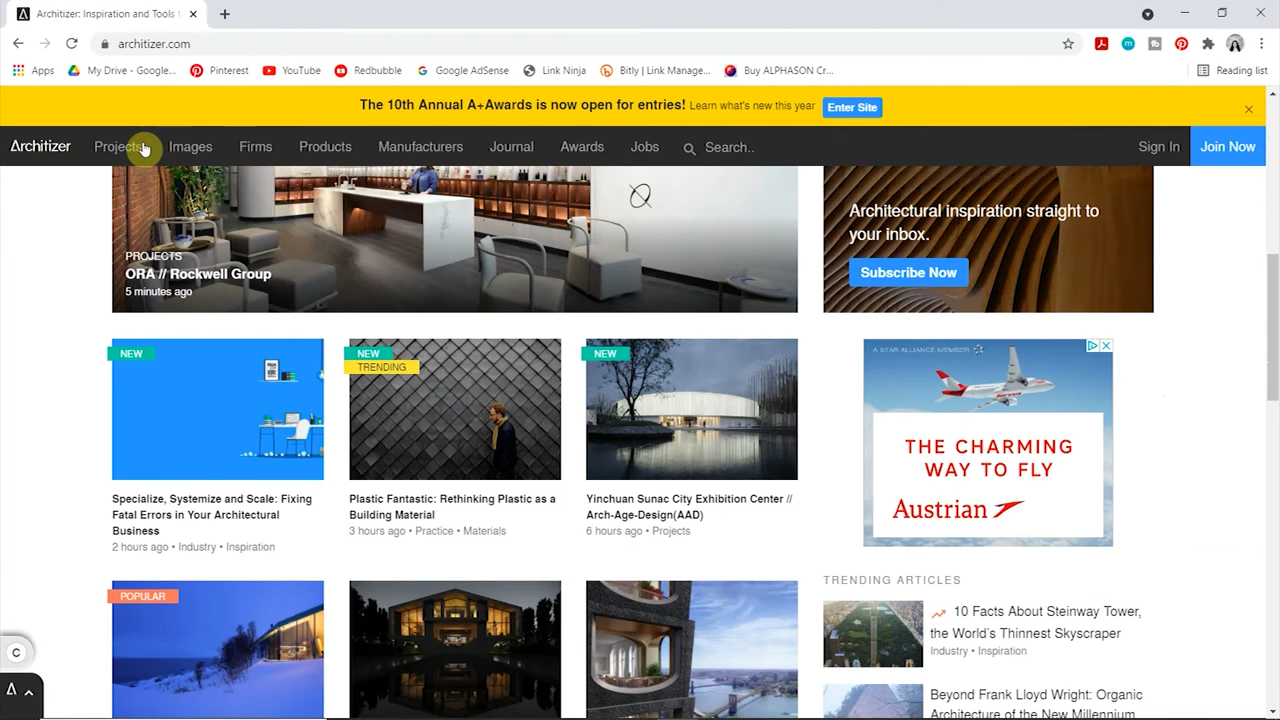 Architizer: Inspiration and Tools
architizer.com
Apps
My Drive - Google...
Pinterest
YouTube
Redbubble
Google AdSense
Link Ninja
Bitly | Link Manage...
Buy ALPHASON Cr...
Reading list
The 10th Annual A+Awards is now open for entries! Learn what's new this year Enter Site
Architizer
Projects
Images
Firms
Products
Manufacturers
Journal
Awards
Jobs
Search..
Sign In
Join Now
PROJECTS
ORA // Rockwell Group
5 minutes ago
Architectural inspiration straight to
your inbox.
Subscribe Now
NEW
Specialize, Systemize and Scale: Fixing
Fatal Errors in Your Architectural
Business
2 hours ago • Industry • Inspiration
NEW
TRENDING
Plastic Fantastic: Rethinking Plastic as a
Building Material
3 hours ago • Practice • Materials
NEW
Yinchuan Sunac City Exhibition Center //
Arch-Age-Design(AAD)
6 hours ago • Projects
A STAR ALLIANCE MEMBER
THE CHARMING
WAY TO FLY
Austrian
POPULAR
TRENDING ARTICLES
10 Facts About Steinway Tower,
the World's Thinnest Skyscraper
Industry • Inspiration
Beyond Frank Lloyd Wright: Organic
Architecture of the New Millennium
C